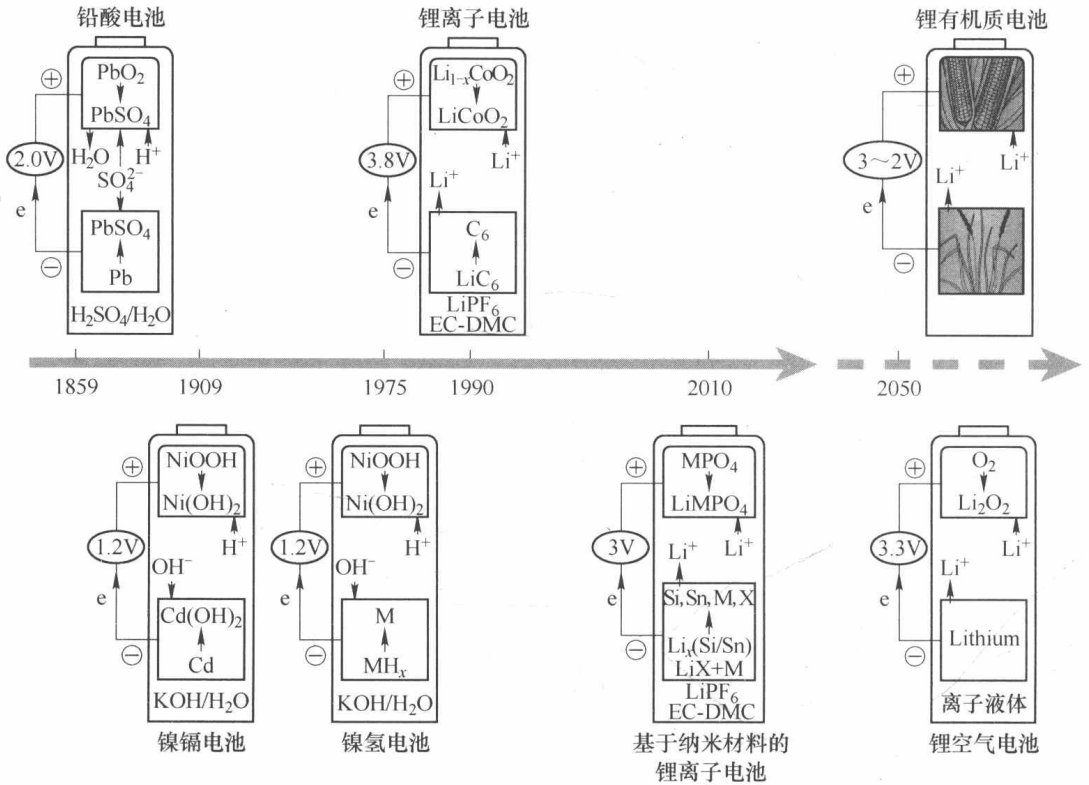 铅酸电池
⊕
PbO₂
PbSO₄
2.0V
H₂O
H⁺
SO₄²⁻
e
PbSO₄
Pb
⊖
H₂SO₄/H₂O
锂离子电池
⊕
Li₁₋ₓCoO₂
LiCoO₂
3.8V
Li⁺
Li⁺
e
C₆
LiC₆
⊖
LiPF₆
EC-DMC
锂有机质电池
⊕
3～2V
Li⁺
Li⁺
e
⊖
1859
1909
1975
1990
2010
2050
⊕
NiOOH
Ni(OH)₂
1.2V
H⁺
OH⁻
e
Cd(OH)₂
Cd
⊖
KOH/H₂O
镍镉电池
⊕
NiOOH
Ni(OH)₂
1.2V
H⁺
OH⁻
e
M
MHₓ
⊖
KOH/H₂O
镍氢电池
⊕
MPO₄
LiMPO₄
3V
Li⁺
Li⁺
e
Si,Sn,M,X
Liₓ(Si/Sn)
LiX+M
⊖
LiPF₆
EC-DMC
基于纳米材料的
锂离子电池
⊕
O₂
Li₂O₂
3.3V
Li⁺
Li⁺
e
Lithium
⊖
离子液体
锂空气电池